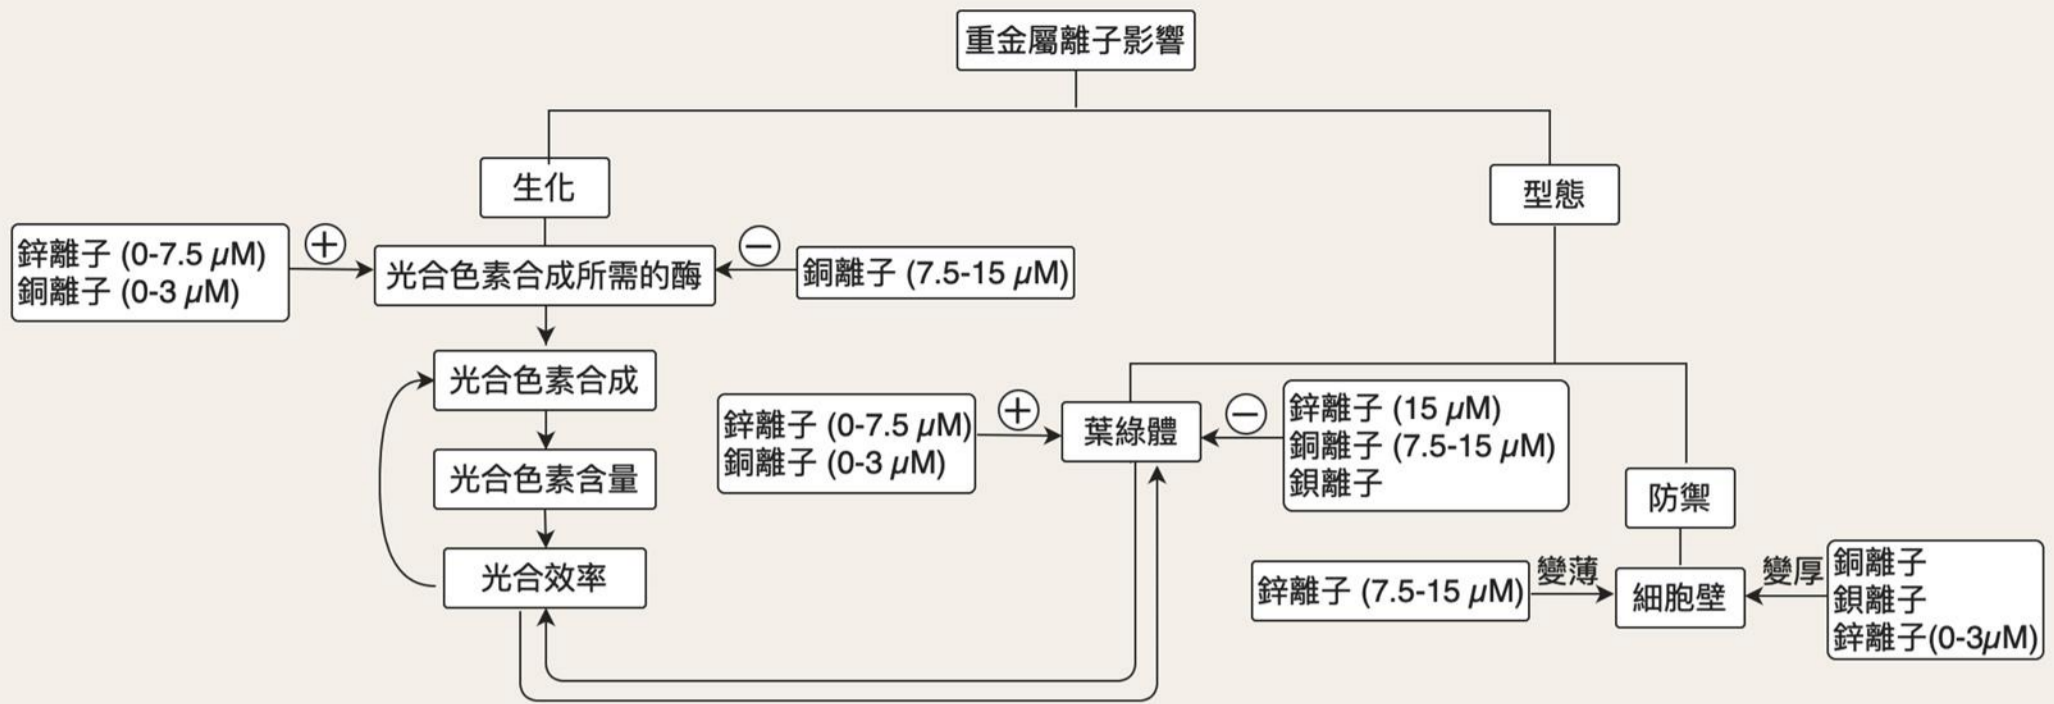 重金屬離子影響
生化
型態
鋅離子 (0-7.5 μM)
銅離子 (0-3 μM)
+
光合色素合成所需的酶
−
銅離子 (7.5-15 μM)
光合色素合成
光合色素含量
光合效率
鋅離子 (0-7.5 μM)
銅離子 (0-3 μM)
+
葉綠體
−
鋅離子 (15 μM)
銅離子 (7.5-15 μM)
鋇離子
防禦
鋅離子 (7.5-15 μM)
變薄
細胞壁
變厚
銅離子
鋇離子
鋅離子(0-3μM)